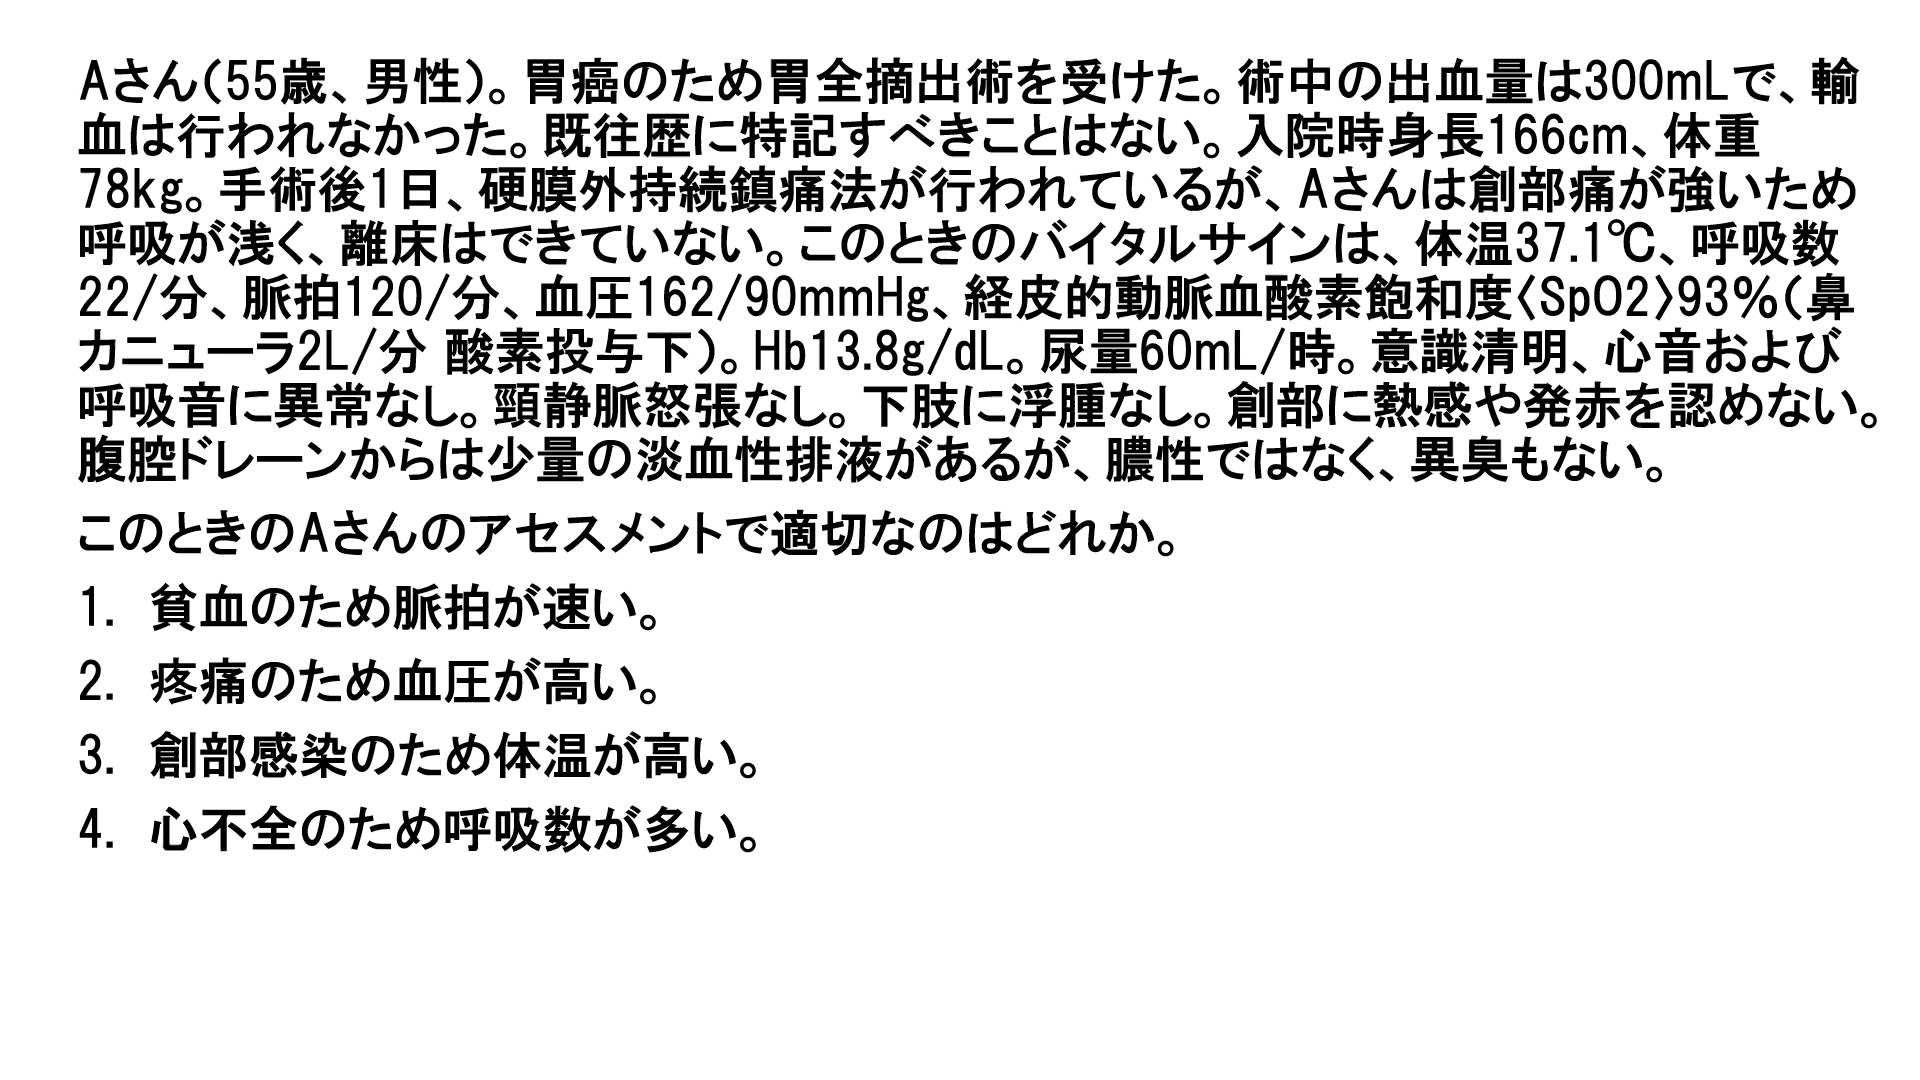 Aさん（55歳、男性）。胃癌のため胃全摘出術を受けた。術中の出血量は300mLで、輸
血は行われなかった。既往歴に特記すべきことはない。入院時身長166cm、体重
78kg。手術後1日、硬膜外持続鎮痛法が行われているが、Aさんは創部痛が強いため
呼吸が浅く、離床はできていない。このときのバイタルサインは、体温37.1℃、呼吸数
22/分、脈拍120/分、血圧162/90mmHg、経皮的動脈血酸素飽和度〈SpO2〉93％（鼻
カニューラ2L/分 酸素投与下）。Hb13.8g/dL。尿量60mL/時。意識清明、心音および
呼吸音に異常なし。頸静脈怒張なし。下肢に浮腫なし。創部に熱感や発赤を認めない。
腹腔ドレーンからは少量の淡血性排液があるが、膿性ではなく、異臭もない。
このときのAさんのアセスメントで適切なのはどれか。
1. 貧血のため脈拍が速い。
2. 疼痛のため血圧が高い。
3. 創部感染のため体温が高い。
4. 心不全のため呼吸数が多い。